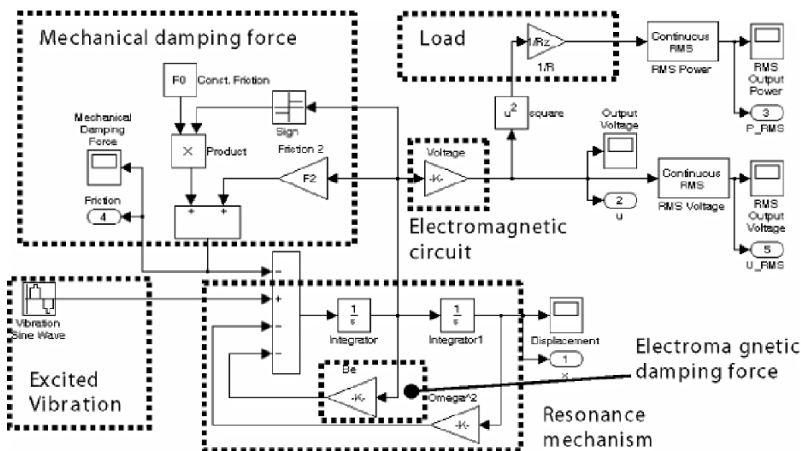 Mechanical damping force
Load
F0
Const. Friction
Sign
Mechanical
Damping
Force
X
Product
Friction 2
F2
Friction
4
+
+
1/Rz
1/R
u²
square
Continuous
RMS
RMS Power
RMS
Output
Power
3
P_RMS
Voltage
-K-
Output
Voltage
2
u
Continuous
RMS
RMS Voltage
RMS
Output
Voltage
5
U_RMS
Electromagnetic
circuit
Vibration
Sine Wave
Excited
Vibration
−
+
−
−
1
s
Integrator
1
s
Integrator1
Displacement
1
x
Be
-K-
Omega^2
-K-
Electroma gnetic
damping force
Resonance
mechanism